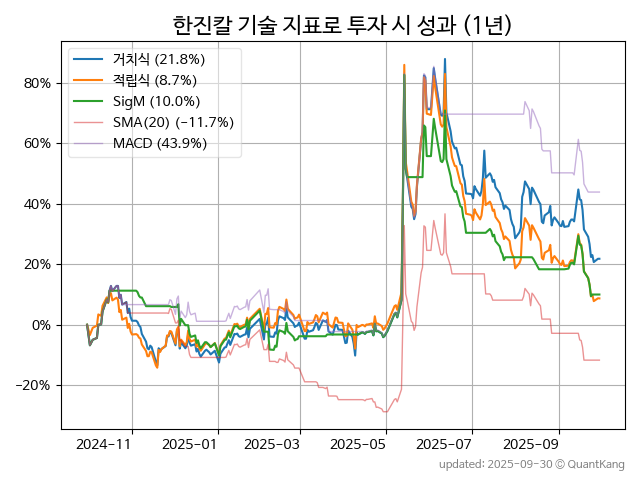 한진칼 기술 지표로 투자 시 성과 (1년)
거치식 (21.8%)
적립식 (8.7%)
SigM (10.0%)
SMA(20) (−11.7%)
MACD (43.9%)
80%
60%
40%
20%
0%
−20%
2024−11
2025−01
2025−03
2025−05
2025−07
2025−09
updated: 2025-09-30 © QuantKang